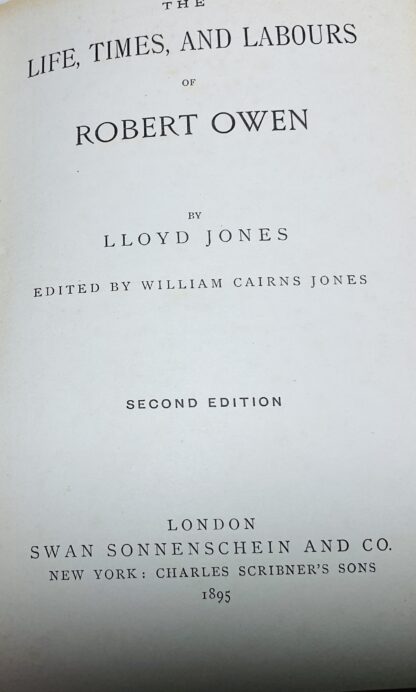 THE
LIFE, TIMES, AND LABOURS
OF
ROBERT OWEN
BY
LLOYD JONES
EDITED BY WILLIAM CAIRNS JONES
SECOND EDITION
LONDON
SWAN SONNENSCHEIN AND CO.
NEW YORK: CHARLES SCRIBNER'S SONS
1895